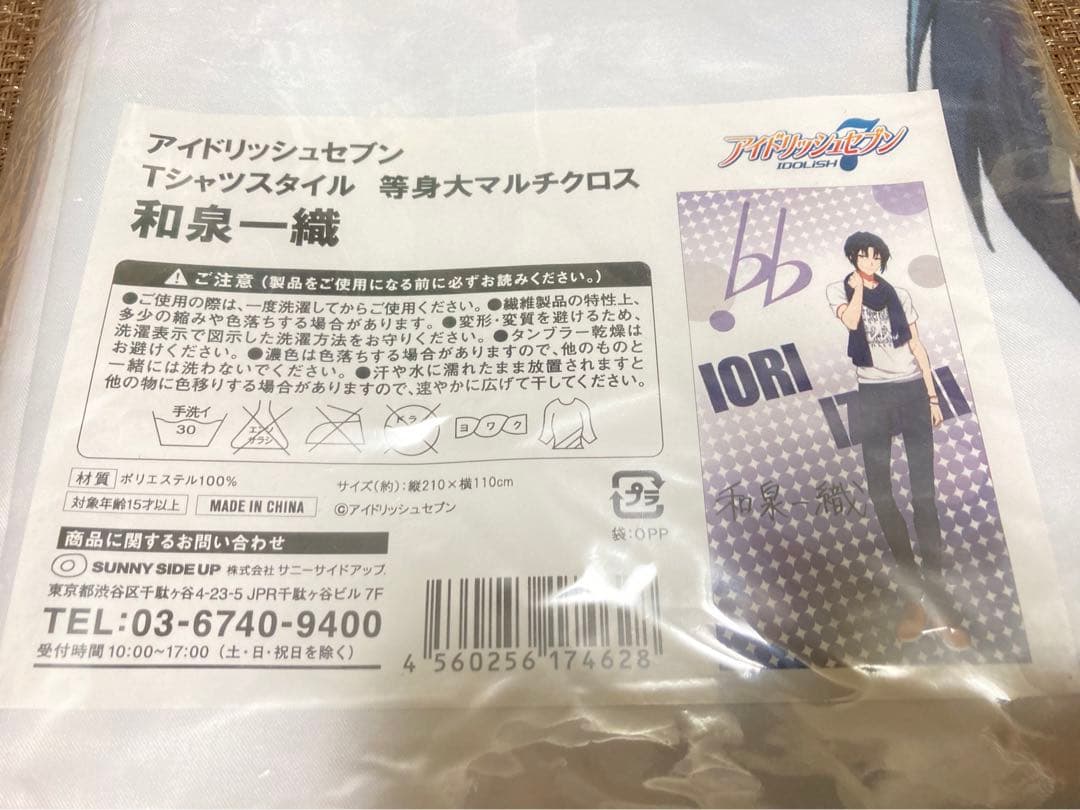 アイドリッシュセブン
Tシャツスタイル 等身大マルチクロス
和泉一織
アイドリッシュセブン
7
IDOLiSH
ご注意(製品をご使用になる前に必ずお読みください。)
●ご使用の際は、一度洗濯してからご使用ください。●繊維製品の特性上、
多少の縮みや色落ちする場合があります。●変形・変質を避けるため、
洗濯表示で図示した洗濯方法をお守りください。●タンブラー乾燥は
お避けください。●濃色は色落ちする場合がありますので、他のものと
一緒には洗わないでください。●汗や水に濡れたまま放置されますと
他の物に色移りする場合がありますので、速やかに広げて干してください。
手洗イ
30
エンソ
サラシ
ドライ
ヨワク
材質 ポリエステル100%
サイズ(約):縦210×横110cm
対象年齢15才以上 MADE IN CHINA
©アイドリッシュセブン
プラ
袋:OPP
商品に関するお問い合わせ
SUNNY SIDE UP 株式会社 サニーサイドアップ
東京都渋谷区千駄ヶ谷4-23-5 JPR千駄ヶ谷ビル 7F
TEL:03-6740-9400
受付時間 10:00~17:00 (土・日・祝日を除く)
4 560256 174628
IORI
和泉一織